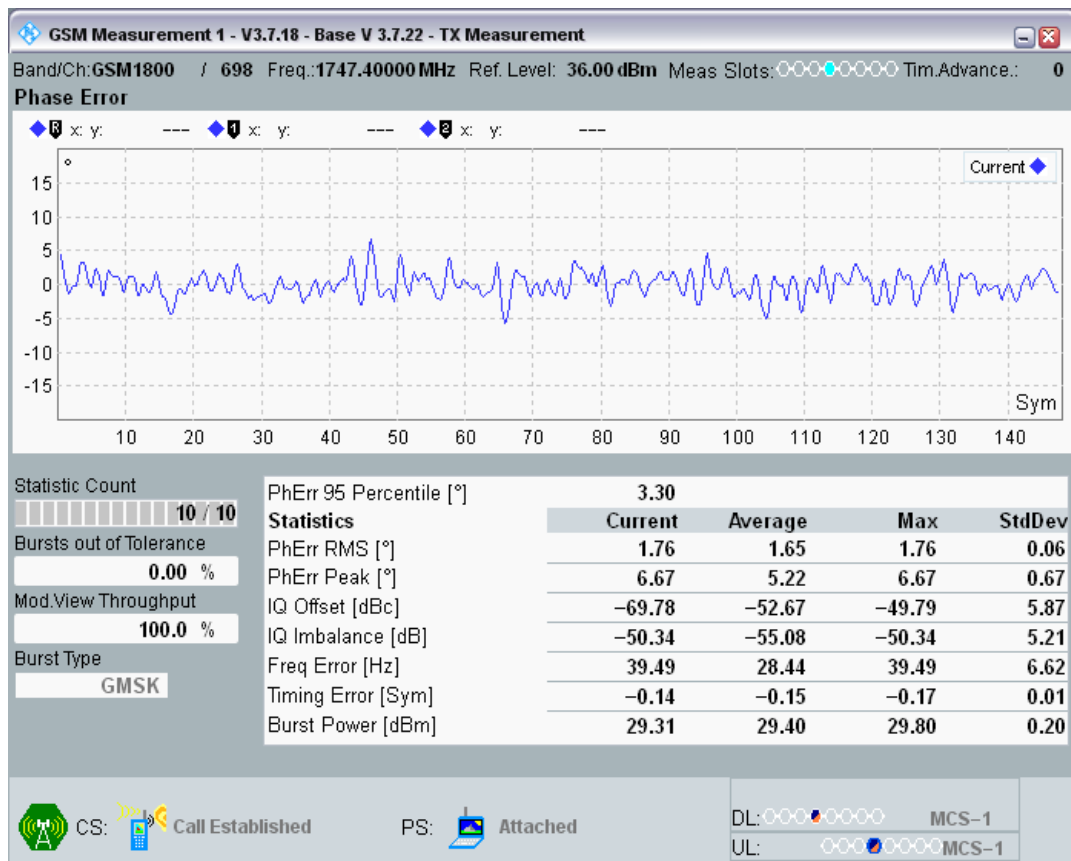 GSM Measurement 1 - V3.7.18 - Base V 3.7.22 - TX Measurement
Band/Ch:GSM1800 / 698 Freq.:1747.40000 MHz Ref. Level: 36.00 dBm Meas Slots: Tim.Advance.: 0
Phase Error
R x: y: --- 1 x: y: --- 2 x: y: ---
°
Current
15
10
5
0
-5
-10
-15
Sym
10 20 30 40 50 60 70 80 90 100 110 120 130 140
Statistic Count
10 / 10
Bursts out of Tolerance
0.00 %
Mod.View Throughput
100.0 %
Burst Type
GMSK
PhErr 95 Percentile [°] 3.30
Statistics Current Average Max StdDev
PhErr RMS [°] 1.76 1.65 1.76 0.06
PhErr Peak [°] 6.67 5.22 6.67 0.67
IQ Offset [dBc] −69.78 −52.67 −49.79 5.87
IQ Imbalance [dB] −50.34 −55.08 −50.34 5.21
Freq Error [Hz] 39.49 28.44 39.49 6.62
Timing Error [Sym] −0.14 −0.15 −0.17 0.01
Burst Power [dBm] 29.31 29.40 29.80 0.20
CS: Call Established PS: Attached
DL: MCS−1
UL: MCS−1